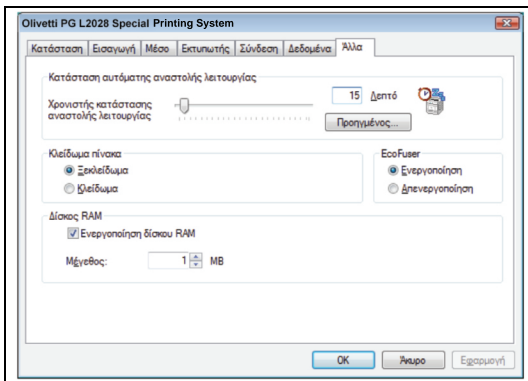 Olivetti PG L2028 Special Printing System
Κατάσταση Εισαγωγή Μέσο Εκτυπωτής Σύνδεση Δεδομένα Άλλα
Κατάσταση αυτόματης αναστολής λειτουργίας
Χρονιστής κατάστασης
αναστολής λειτουργίας
15 Λεπτό
Προηγμένος...
Κλείδωμα πίνακα
Ξεκλείδωμα
Κλείδωμα
EcoFuser
Ενεργοποίηση
Απενεργοποίηση
Δίσκος RAM
Ενεργοποίηση δίσκου RAM
Μέγεθος: 1 MB
OK Άκυρο Εφαρμογή